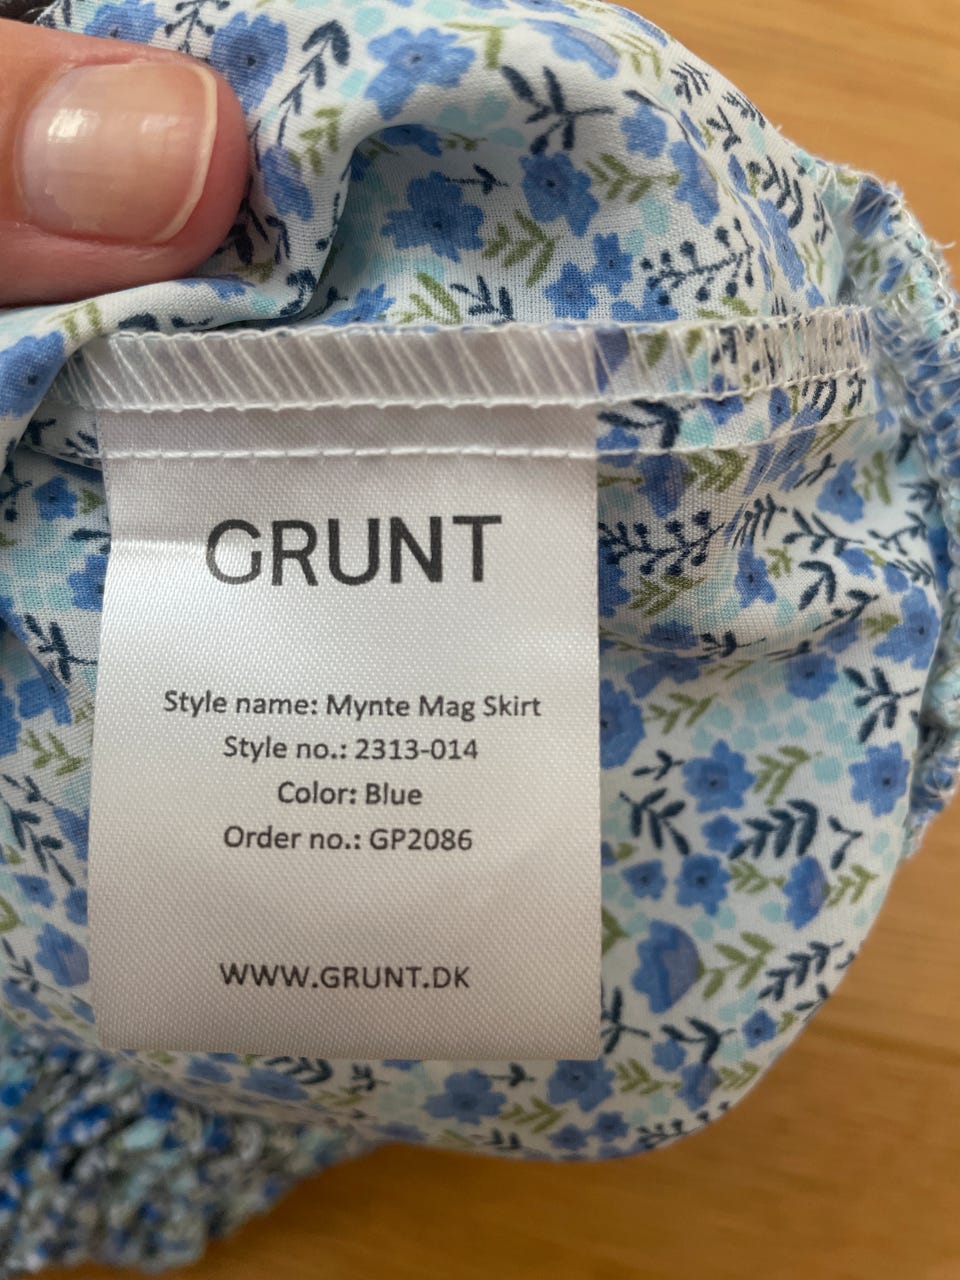 GRUNT
Style name: Mynte Mag Skirt
Style no.: 2313-014
Color: Blue
Order no.: GP2086
WWW.GRUNT.DK